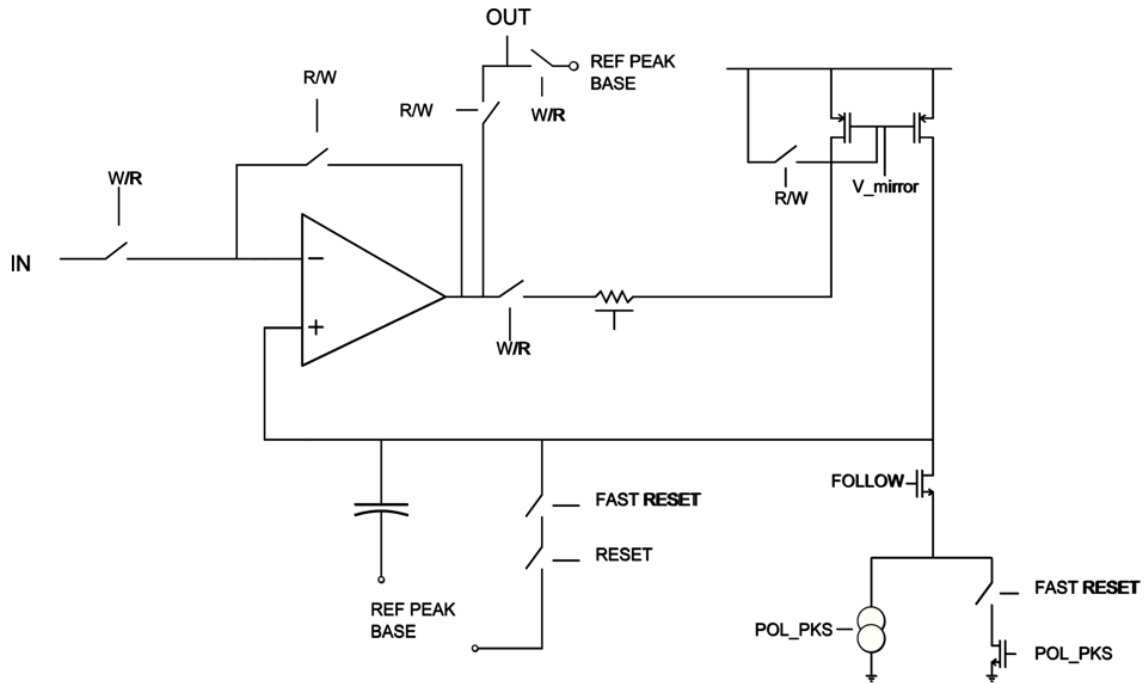 OUT
REF PEAK
BASE
R/W
R/W
W/R
W/R
R/W
V_mirror
IN
−
+
W/R
FOLLOW
FAST RESET
RESET
REF PEAK
BASE
POL_PKS
FAST RESET
POL_PKS